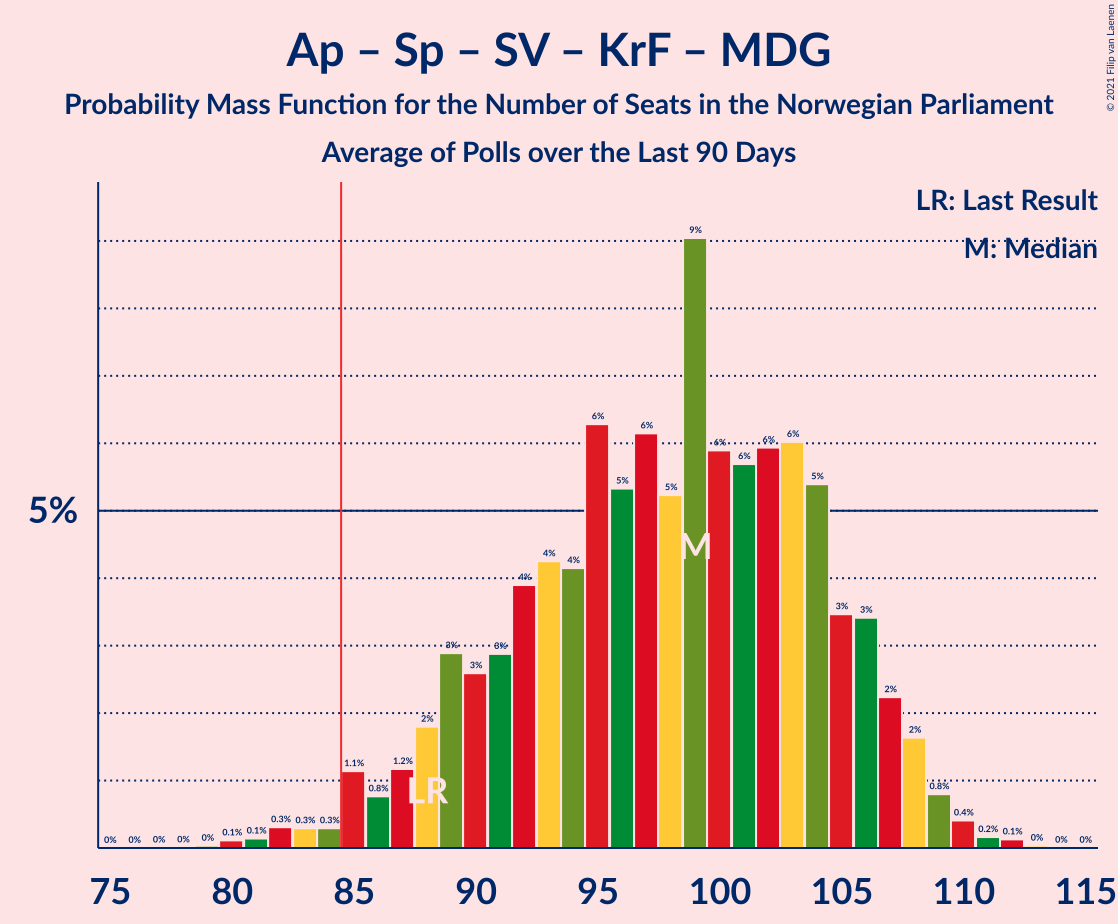 © 2021 Filip van Laenen
Ap – Sp – SV – KrF – MDG
Probability Mass Function for the Number of Seats in the Norwegian Parliament
Average of Polls over the Last 90 Days
LR: Last Result
M: Median
5%
0% 0% 0% 0% 0% 0.1% 0.1% 0.3% 0.3% 0.3% 1.1% 0.8% 1.2% 2% 3% 3% 3% 4% 4% 4% 6% 5% 6% 5% 9% 6% 6% 6% 6% 5% 3% 3% 2% 2% 0.8% 0.4% 0.2% 0.1% 0% 0% 0%
M
LR
75 80 85 90 95 100 105 110 115